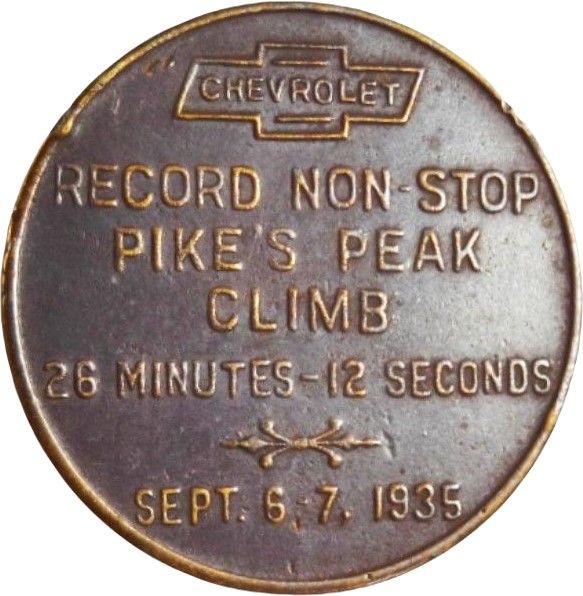 CHEVROLET
RECORD NON-STOP
PIKE'S PEAK
CLIMB
26 MINUTES-12 SECONDS
SEPT. 6, 7, 1935